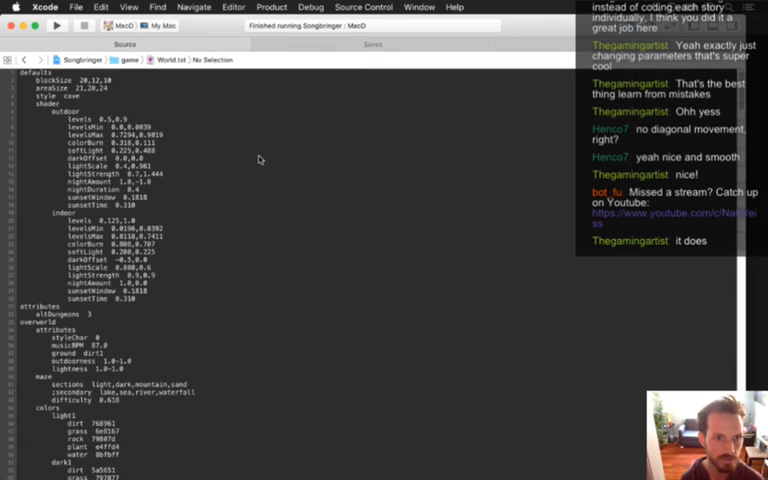 Xcode File Edit View Find Navigate Editor Product Debug Source Control Window Help
MacD My Mac Finished running Songbringer : MacD
Source Saves
Songbringer game World.txt No Selection
defaults
blockSize 20,12,10
areaSize 21,20,24
style cave
shader
outdoor
levels 0.5,0.9
levelsMin 0.0,0.0039
levelsMax 0.7294,0.9019
colorBurn 0.318,0.111
softLight 0.225,0.488
darkOffset 0.0,0.0
lightScale 0.4,0.961
lightStrength 0.7,1.444
nightAmount 1.0,-1.0
nightDuration 0.4
sunsetWindow 0.1818
sunsetTime 0.310
indoor
levels 0.125,1.0
levelsMin 0.0196,0.0392
levelsMax 0.8118,0.7411
colorBurn 0.808,0.707
softLight 0.200,0.225
darkOffset -0.5,0.0
lightScale 0.808,0.6
lightStrength 0.9,0.9
nightAmount 1.0,0.0
sunsetWindow 0.1818
sunsetTime 0.310
attributes
altDungeons 3
overworld
attributes
styleChar 0
musicBPM 87.0
ground dirt1
outdoorness 1.0-1.0
lightness 1.0-1.0
maze
sections light,dark,mountain,sand
;secondary lake,sea,river,waterfall
difficulty 0.618
colors
light1
dirt 768961
grass 6e8167
rock 79807d
plant e4ffd4
water 8bfbff
dark1
dirt 5a5651
grass 797877
instead of coding each story
individually, I think you did it a
great job here
Thegamingartist Yeah exactly just
changing parameters that's super
cool
Thegamingartist That's the best
thing learn from mistakes
Thegamingartist Ohh yess
Henco7 no diagonal movement,
right?
Henco7 yeah nice and smooth
Thegamingartist nice!
bot_fu Missed a stream? Catch up
on Youtube:
https://www.youtube.com/c/NathWei
ss
Thegamingartist it does